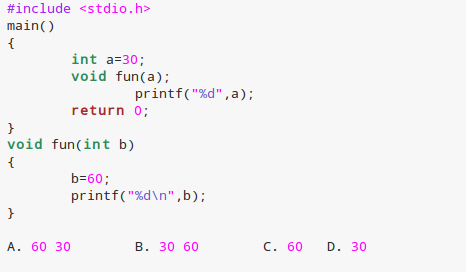 #include <stdio.h>
main()
{
int a=30;
void fun(a);
printf("%d",a);
return 0;
}
void fun(int b)
{
b=60;
printf("%d\n",b);
}
A. 60 30 B. 30 60 C. 60 D. 30